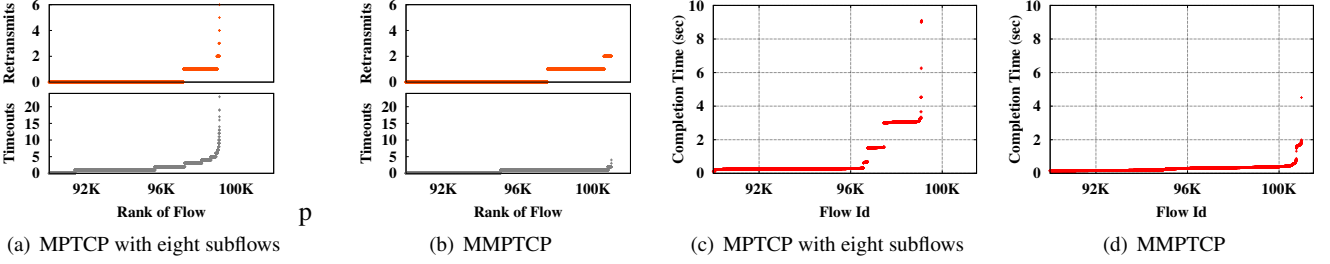 6
4
2
0
Retransmits
20
15
10
5
0
Timeouts
92K 96K 100K
Rank of Flow
p
(a) MPTCP with eight subflows
6
4
2
0
Retransmits
20
15
10
5
0
Timeouts
92K 96K 100K
Rank of Flow
(b) MMPTCP
10
8
6
4
2
0
Completion Time (sec)
92K 96K 100K
Flow Id
(c) MPTCP with eight subflows
10
8
6
4
2
0
Completion Time (sec)
92K 96K 100K
Flow Id
(d) MMPTCP